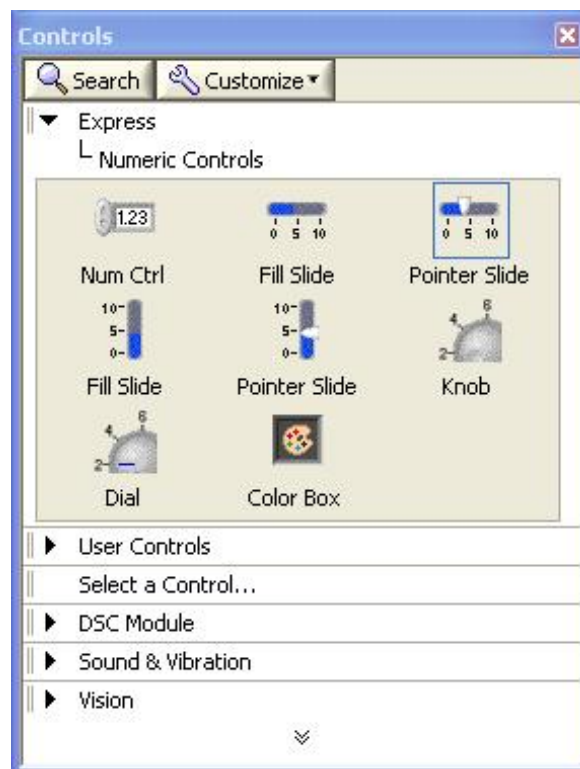 Controls
Search Customize
Express
Numeric Controls
1.23 0 5 10 0 5 10
Num Ctrl Fill Slide Pointer Slide
10- 10- 4 6
5- 5-
0- 0- 2-
Fill Slide Pointer Slide Knob
4 6
2-
Dial Color Box
User Controls
Select a Control...
DSC Module
Sound & Vibration
Vision